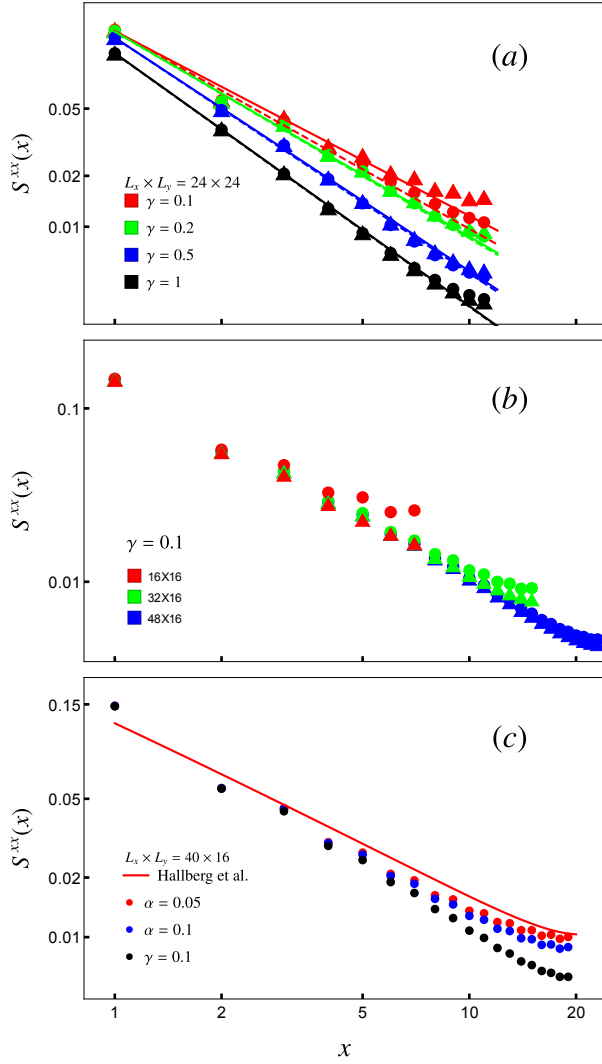 (a)
S^{xx}(x)
0.05
0.02
0.01
L_x × L_y = 24 × 24
γ = 0.1
γ = 0.2
γ = 0.5
γ = 1
(b)
S^{xx}(x)
0.1
0.01
γ = 0.1
16X16
32X16
48X16
(c)
S^{xx}(x)
0.15
0.05
0.02
0.01
L_x × L_y = 40 × 16
Hallberg et al.
α = 0.05
α = 0.1
γ = 0.1
1 2 5 10 20
x